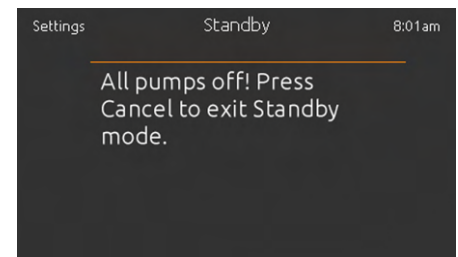 Settings Standby 8:01am
All pumps off! Press
Cancel to exit Standby
mode.